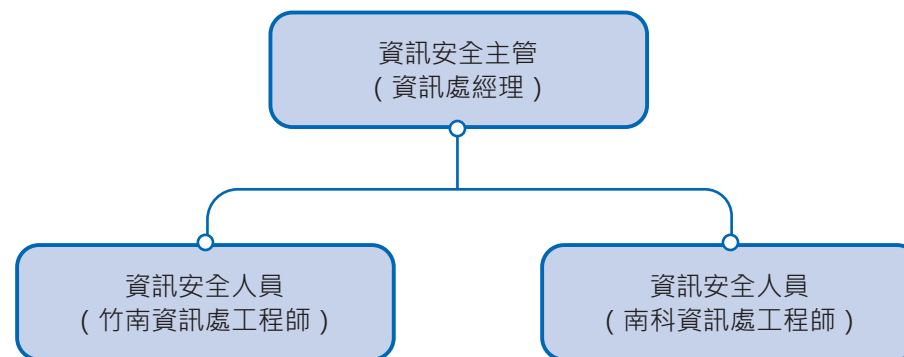 資訊安全主管
（資訊處經理）
資訊安全人員
（竹南資訊處工程師）
資訊安全人員
（南科資訊處工程師）